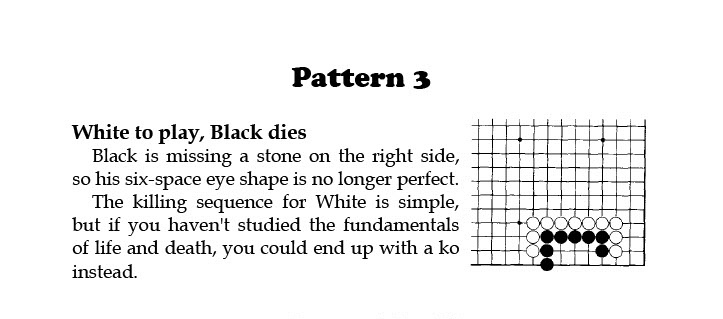 Pattern 3
White to play, Black dies
Black is missing a stone on the right side,
so his six-space eye shape is no longer perfect.
The killing sequence for White is simple,
but if you haven't studied the fundamentals
of life and death, you could end up with a ko
instead.